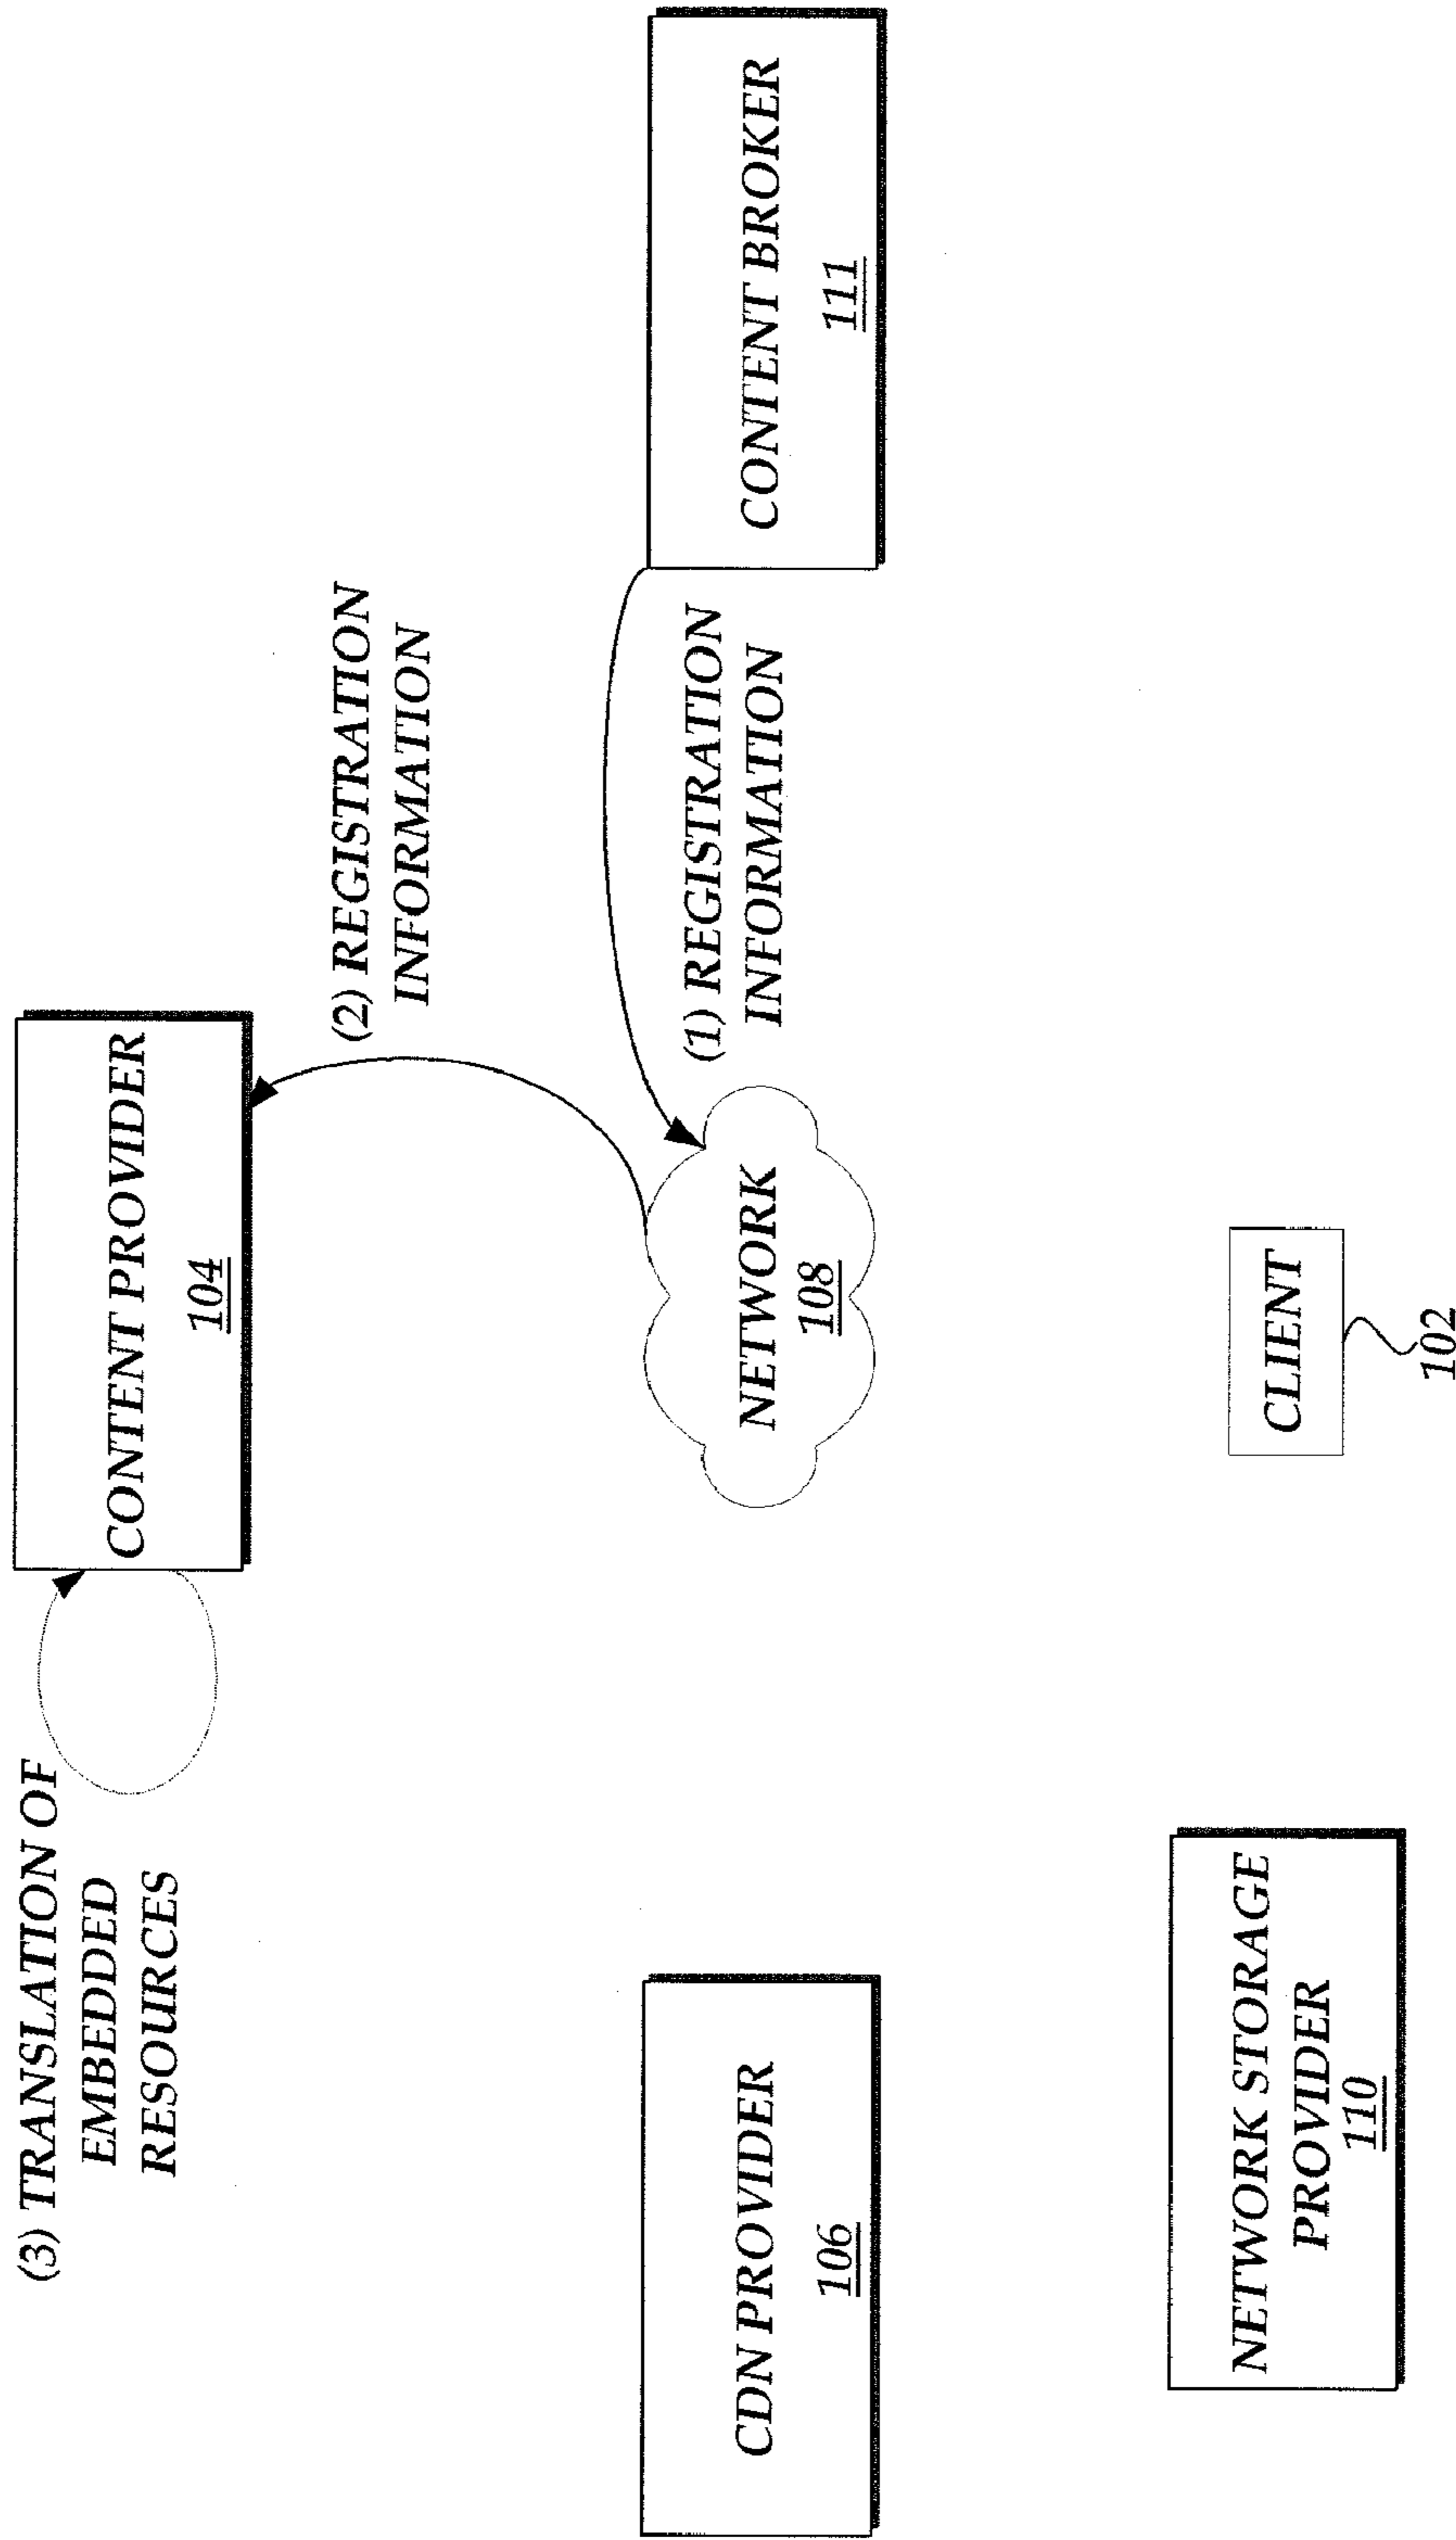 (3) TRANSLATION OF
EMBEDDED
RESOURCES
CONTENT PROVIDER
104
(2) REGISTRATION
INFORMATION
CDN PROVIDER
106
NETWORK
108
(1) REGISTRATION
INFORMATION
CONTENT BROKER
111
NETWORK STORAGE
PROVIDER
110
CLIENT
102